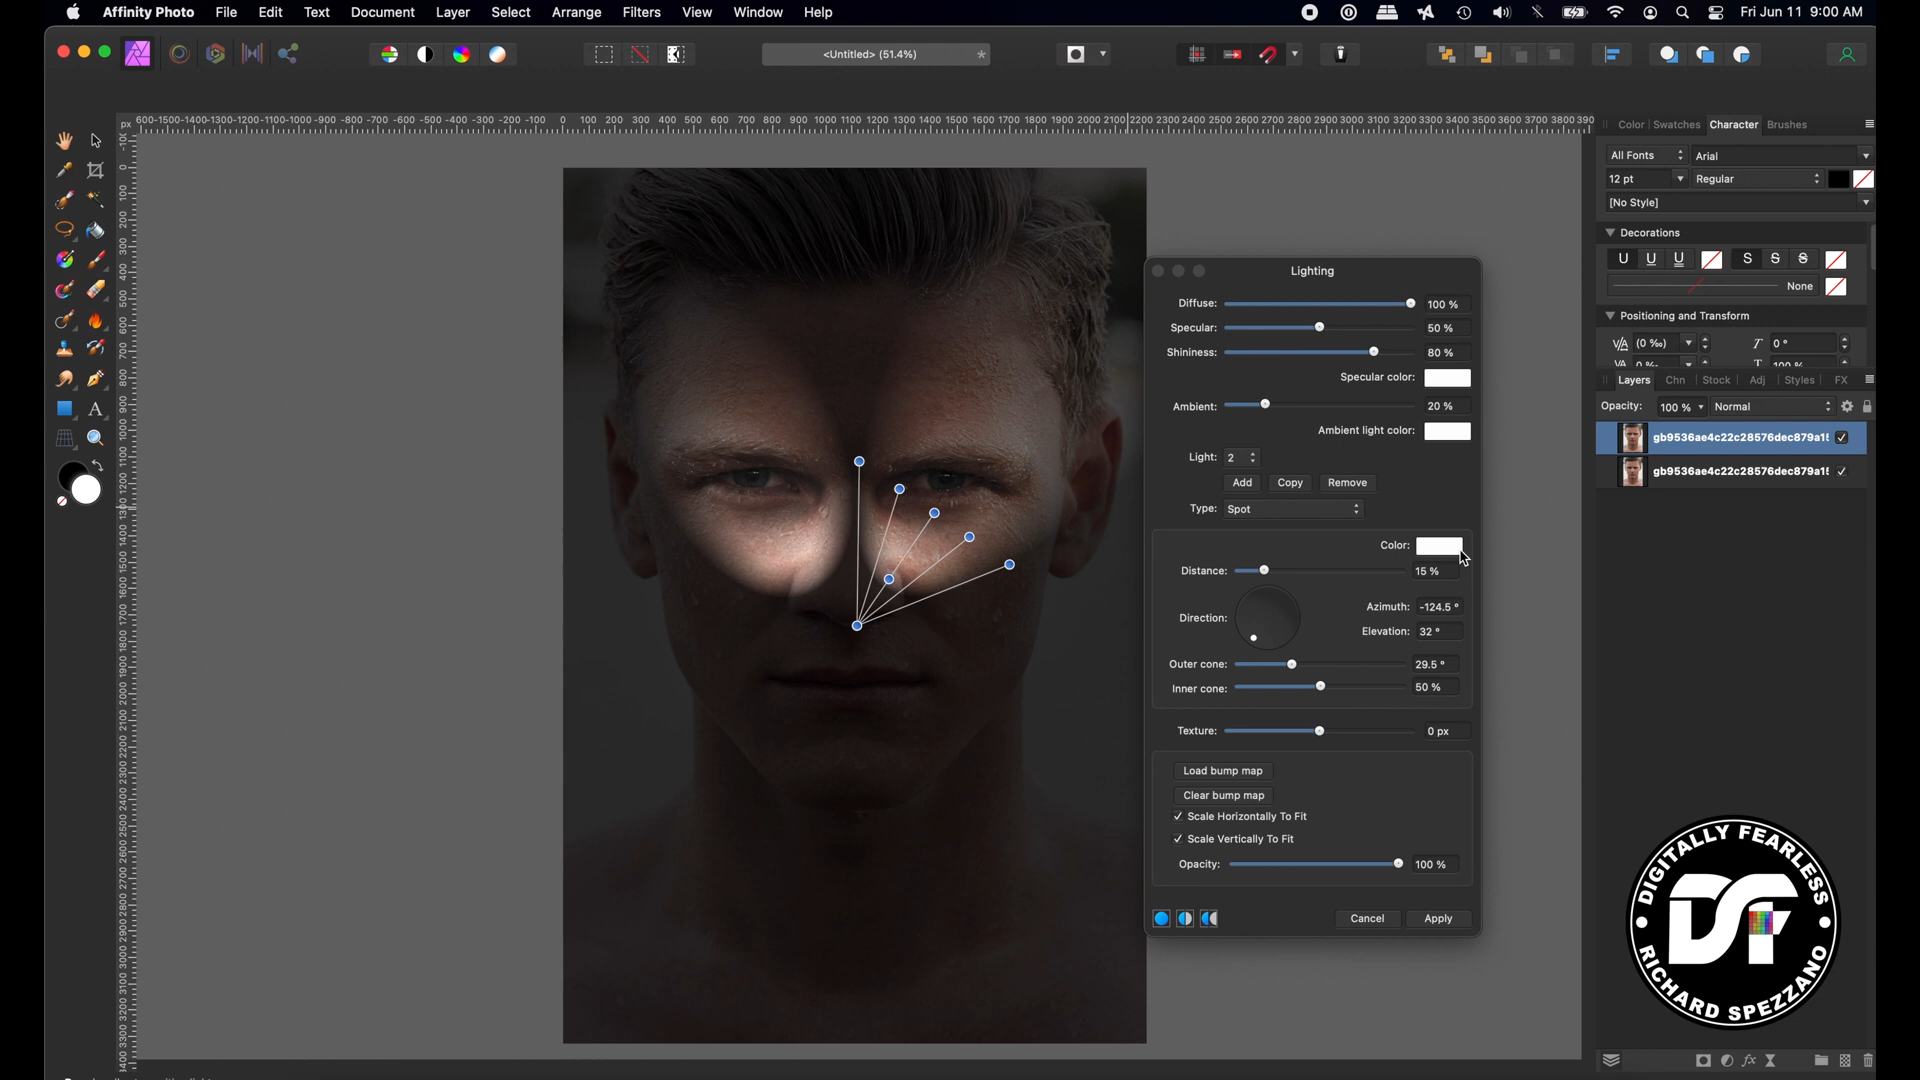 Affinity Photo File Edit Text Document Layer Select Arrange Filters View Window Help Fri Jun 11 9:00 AM
<Untitled> (51.4%) *
px
Color Swatches Character Brushes
All Fonts Arial
12 pt Regular
[No Style]
Decorations
U U U S S S
None
Positioning and Transform
(0 ‰) 0 °
Layers Chn Stock Adj Styles FX
Opacity: 100 % Normal
gb9536ae4c22c28576dec879a1
gb9536ae4c22c28576dec879a1
Lighting
Diffuse: 100 %
Specular: 50 %
Shininess: 80 %
Specular color:
Ambient: 20 %
Ambient light color:
Light: 2
Add Copy Remove
Type: Spot
Color:
Distance: 15 %
Direction: Azimuth: -124.5 °
Elevation: 32 °
Outer cone: 29.5 °
Inner cone: 50 %
Texture: 0 px
Load bump map
Clear bump map
Scale Horizontally To Fit
Scale Vertically To Fit
Opacity: 100 %
Cancel Apply
DIGITALLY FEARLESS
DF
RICHARD SPEZZANO